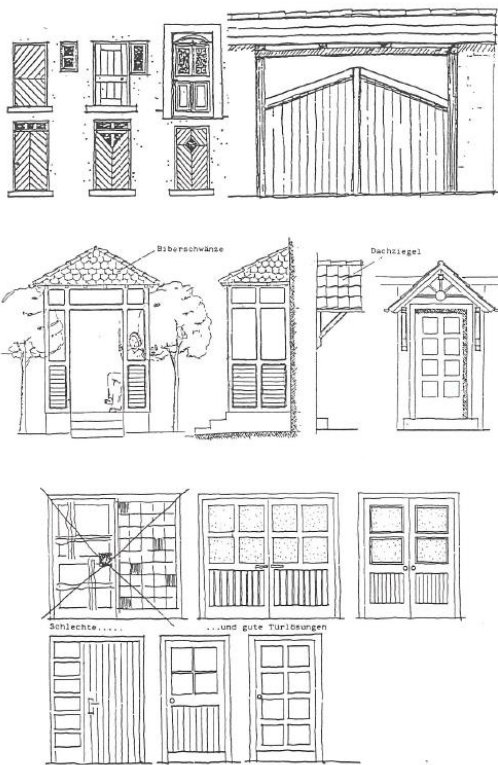 Biberschwänze
Dachziegel
Schlechte.....
...und gute Türlösungen